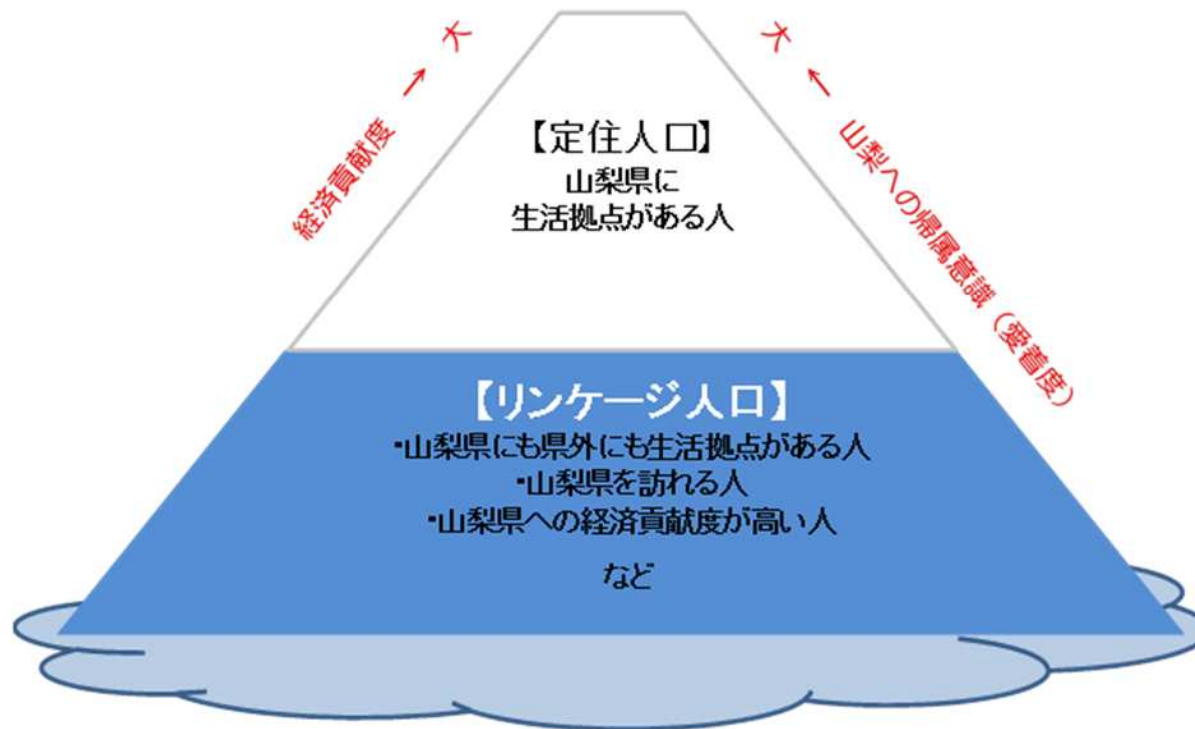 経済貢献度 → 大
大 ← 山梨への帰属意識（愛着度）
【定住人口】
山梨県に
生活拠点がある人
【リンケージ人口】
・山梨県にも県外にも生活拠点がある人
・山梨県を訪れる人
・山梨県への経済貢献度が高い人
など